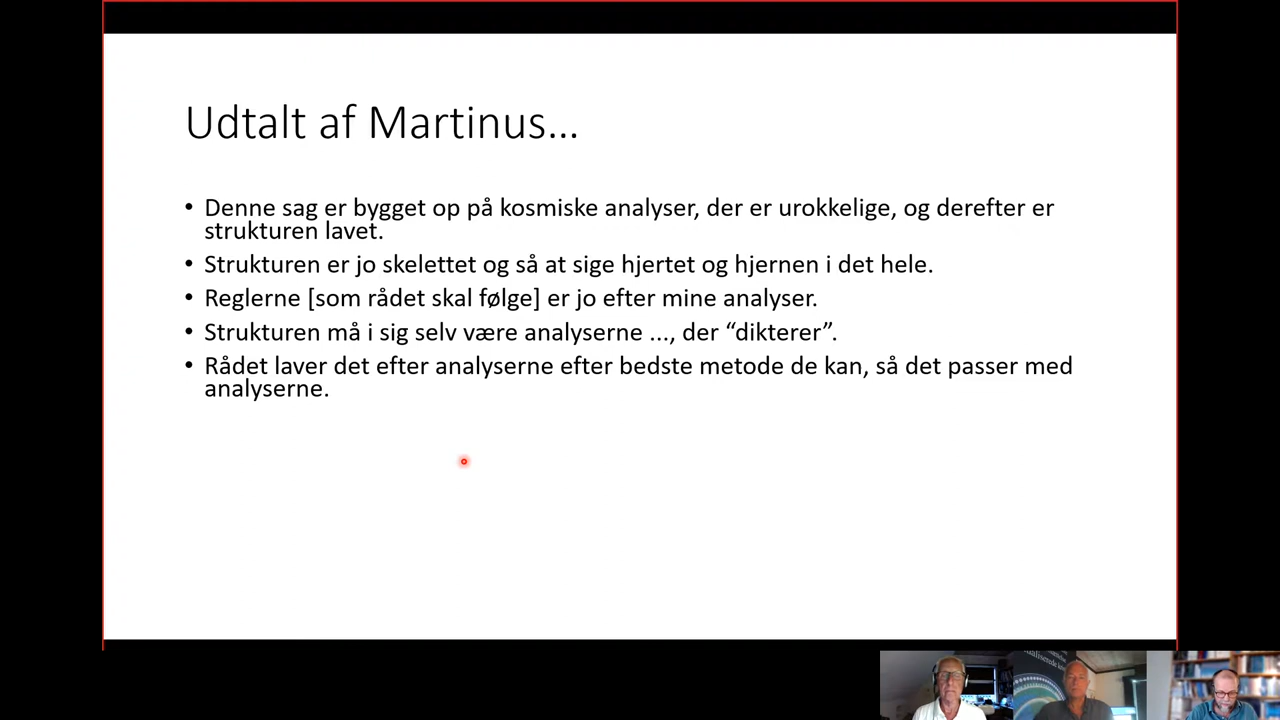 Udtalt af Martinus...
• Denne sag er bygget op på kosmiske analyser, der er urokkelige, og derefter er
strukturen lavet.
• Strukturen er jo skelettet og så at sige hjertet og hjernen i det hele.
• Reglerne [som rådet skal følge] er jo efter mine analyser.
• Strukturen må i sig selv være analyserne ..., der “dikterer”.
• Rådet laver det efter analyserne efter bedste metode de kan, så det passer med
analyserne.